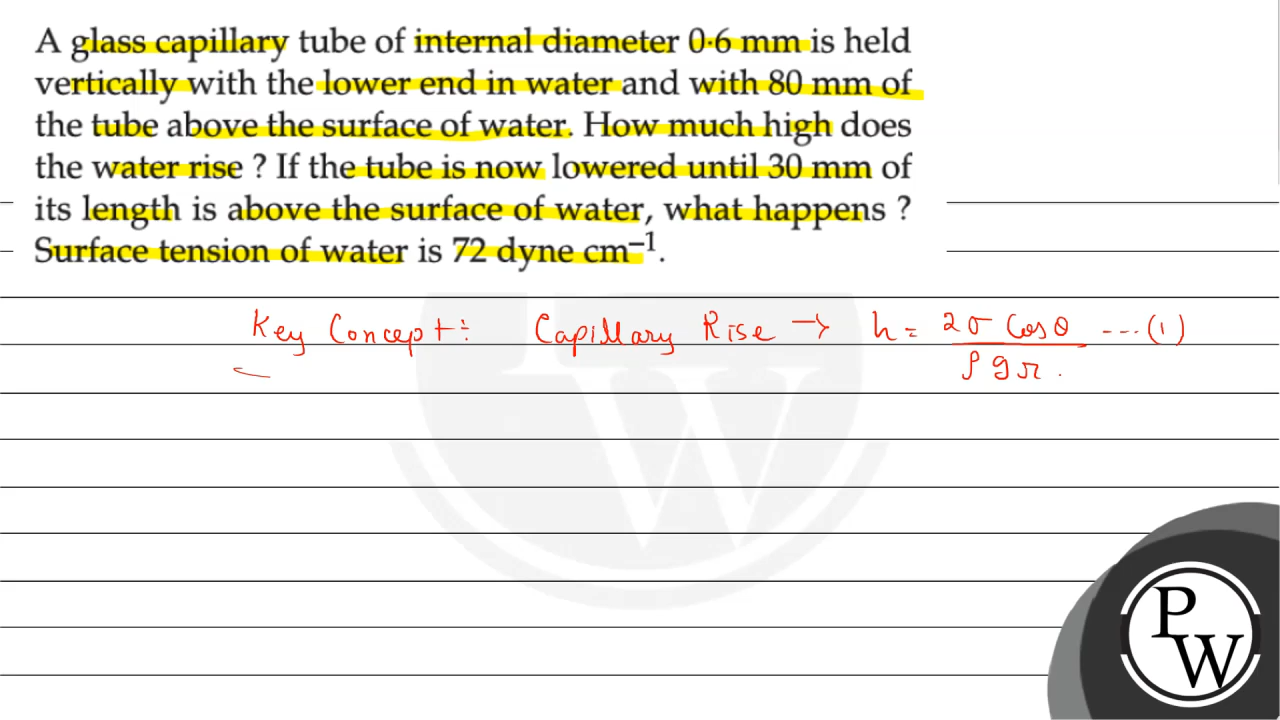 A glass capillary tube of internal diameter 0·6 mm is held
vertically with the lower end in water and with 80 mm of
the tube above the surface of water. How much high does
the water rise ? If the tube is now lowered until 30 mm of
its length is above the surface of water, what happens ?
Surface tension of water is 72 dyne cm⁻¹.
Key Concept:- Capillary Rise → h = 2σ cosθ / ρgr. ---(1)
P
W